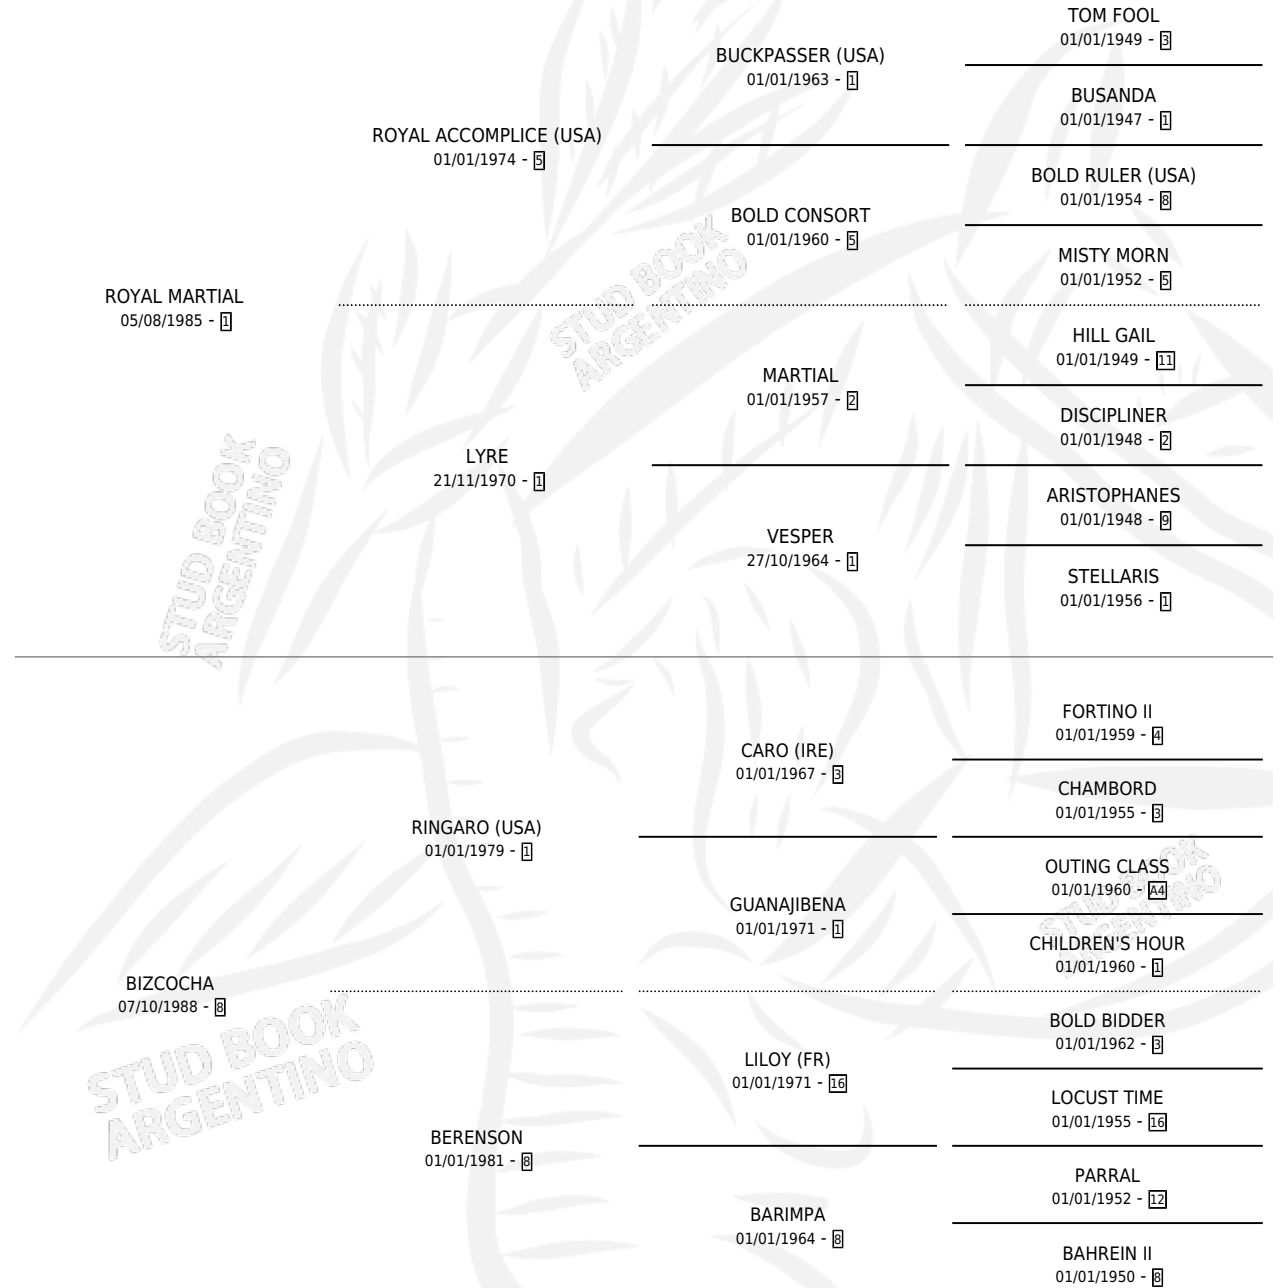 TOM FOOL
01/01/1949 - 3
BUCKPASSER (USA)
01/01/1963 - 1
BUSANDA
01/01/1947 - 1
ROYAL ACCOMPLICE (USA)
01/01/1974 - 5
BOLD RULER (USA)
01/01/1954 - 8
BOLD CONSORT
01/01/1960 - 5
MISTY MORN
01/01/1952 - 5
ROYAL MARTIAL
05/08/1985 - 1
HILL GAIL
01/01/1949 - 11
MARTIAL
01/01/1957 - 2
DISCIPLINER
01/01/1948 - 2
LYRE
21/11/1970 - 1
ARISTOPHANES
01/01/1948 - 9
VESPER
27/10/1964 - 1
STELLARIS
01/01/1956 - 1
FORTINO II
01/01/1959 - 4
CARO (IRE)
01/01/1967 - 3
CHAMBORD
01/01/1955 - 3
RINGARO (USA)
01/01/1979 - 1
OUTING CLASS
01/01/1960 - A4
GUANAJIBENA
01/01/1971 - 1
CHILDREN'S HOUR
01/01/1960 - 1
BIZCOCHA
07/10/1988 - 8
BOLD BIDDER
01/01/1962 - 3
LILOY (FR)
01/01/1971 - 16
LOCUST TIME
01/01/1955 - 16
BERENSON
01/01/1981 - 8
PARRAL
01/01/1952 - 12
BARIMPA
01/01/1964 - 8
BAHREIN II
01/01/1950 - 8
STUD BOOK
ARGENTINO
STUD BOOK
ARGENTINO
STUD BOOK
ARGENTINO
STUD BOOK
ARGENTINO